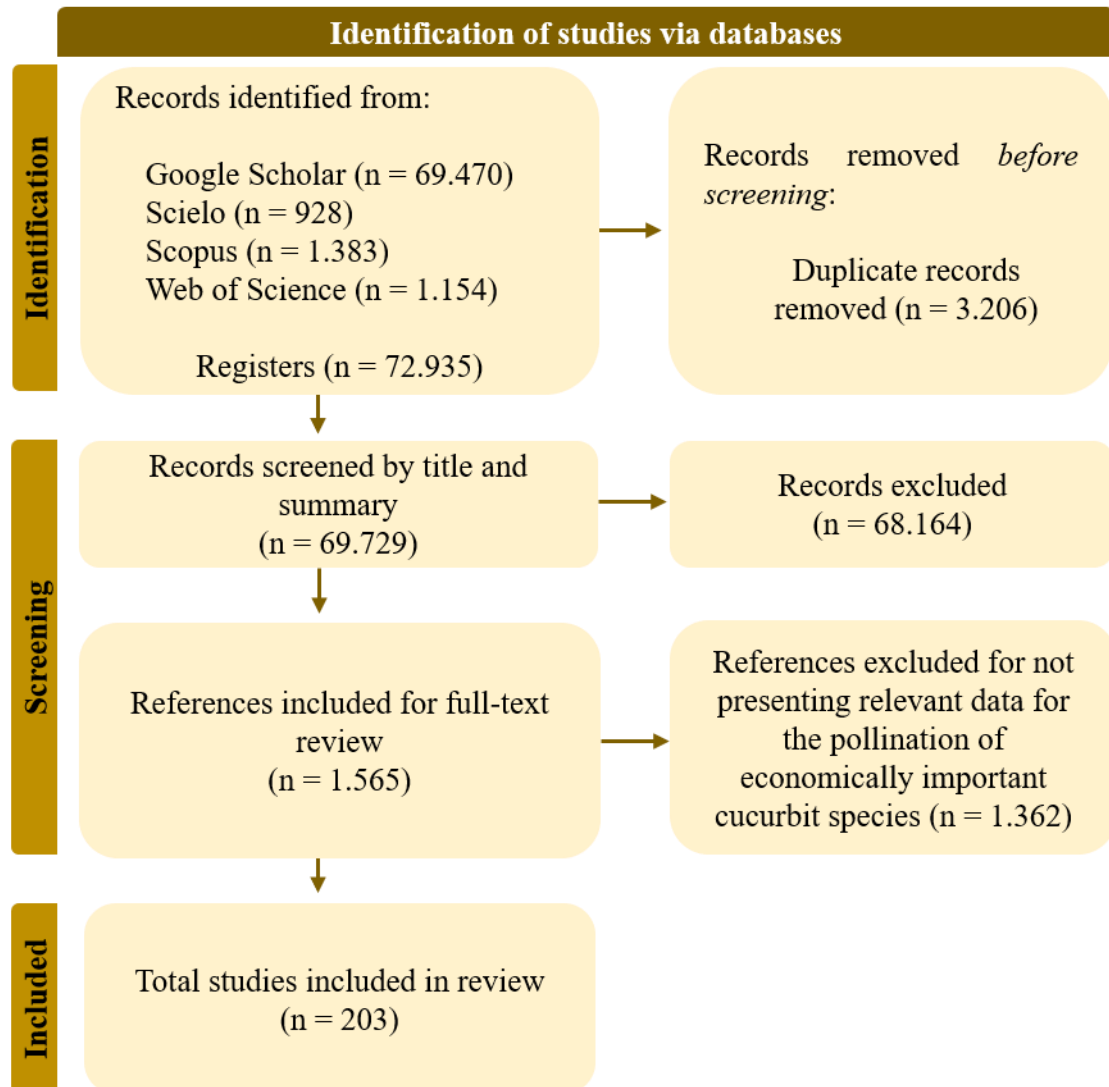 Identification of studies via databases
Identification
Records identified from:
Google Scholar (n = 69.470)
Scielo (n = 928)
Scopus (n = 1.383)
Web of Science (n = 1.154)
Registers (n = 72.935)
Records removed before
screening:
Duplicate records
removed (n = 3.206)
Screening
Records screened by title and
summary
(n = 69.729)
Records excluded
(n = 68.164)
References included for full-text
review
(n = 1.565)
References excluded for not
presenting relevant data for
the pollination of
economically important
cucurbit species (n = 1.362)
Included
Total studies included in review
(n = 203)